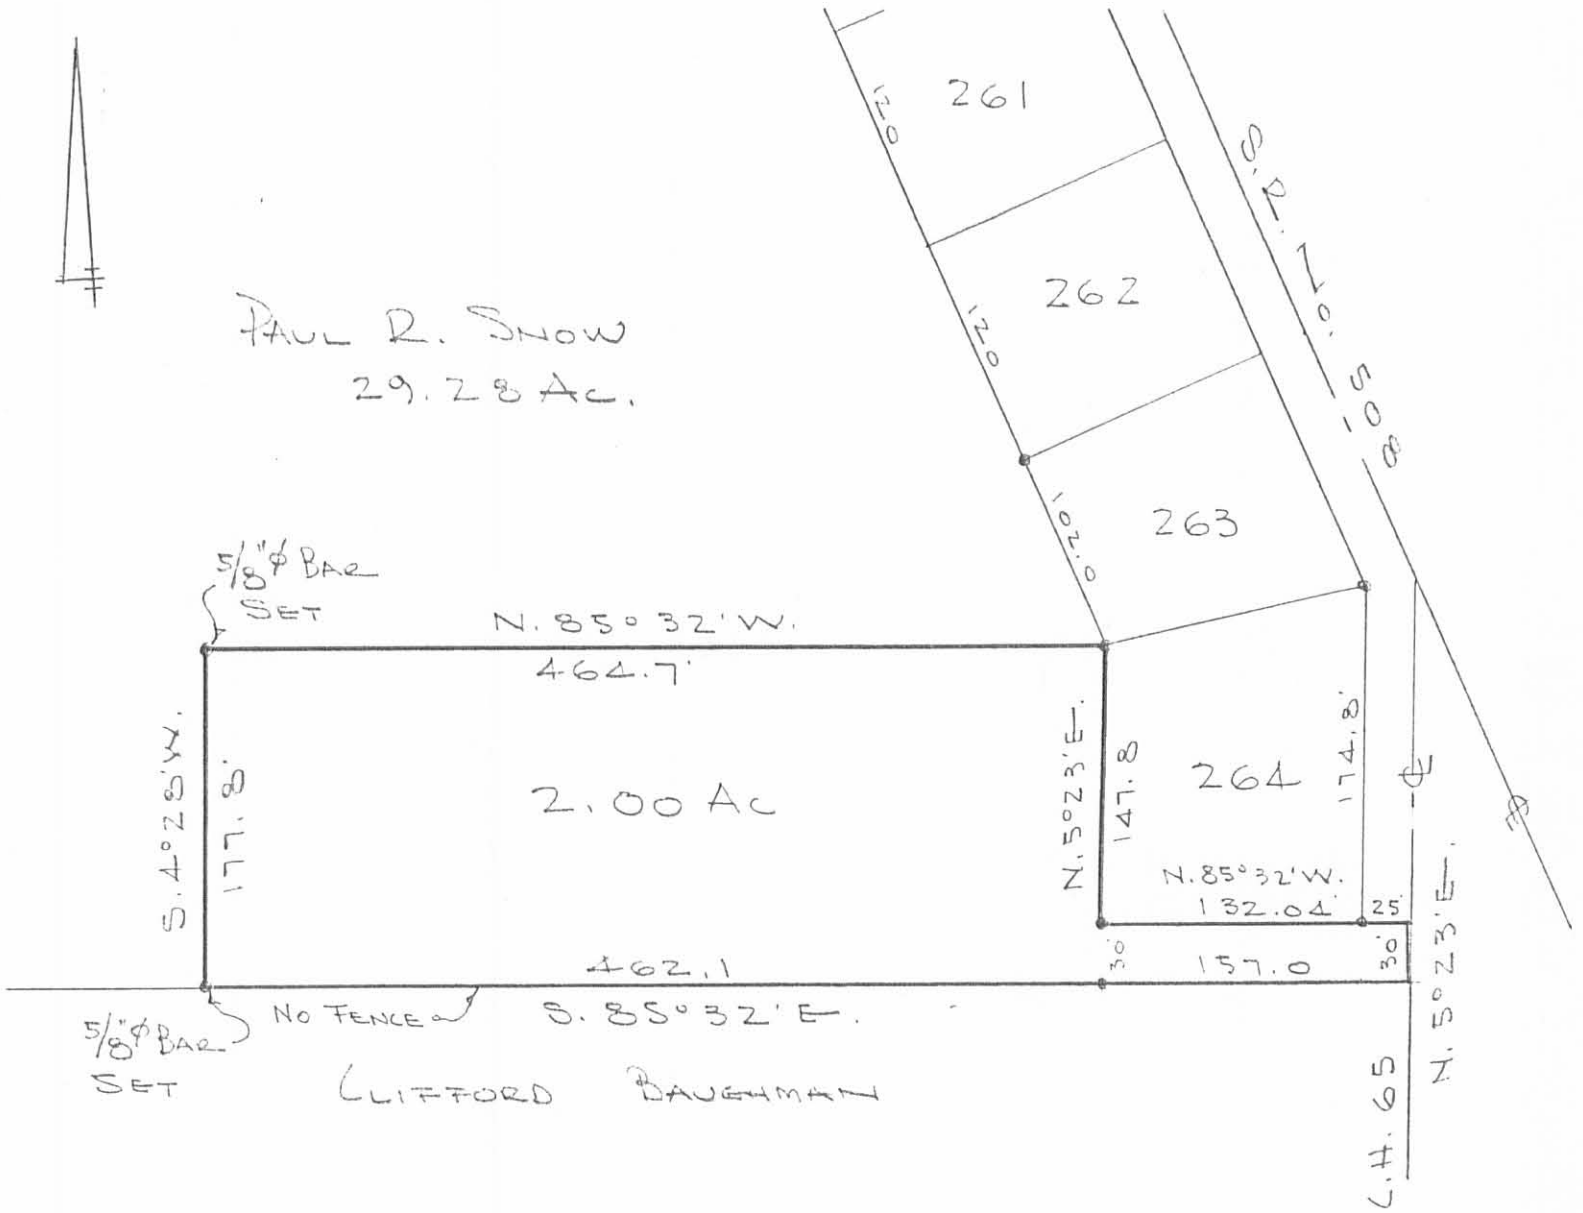 261
120
262
120
S.R. No. 508
PAUL R. SNOW
29.28 Ac.
263
102.0
5/8"φ BAR
SET
N. 85° 32' W.
464.7'
S. 4° 28' W.
177.8'
2.00 Ac
N. 5° 23' E.
147.8
264
174.8'
℄
N. 85° 32' W.
132.04'
25'
30'
157.0
30'
N. 5° 23' E.
462.1
S. 85° 32' E.
NO FENCE
5/8"φ BAR
SET
CLIFFORD BAUGHMAN
C.H. 65